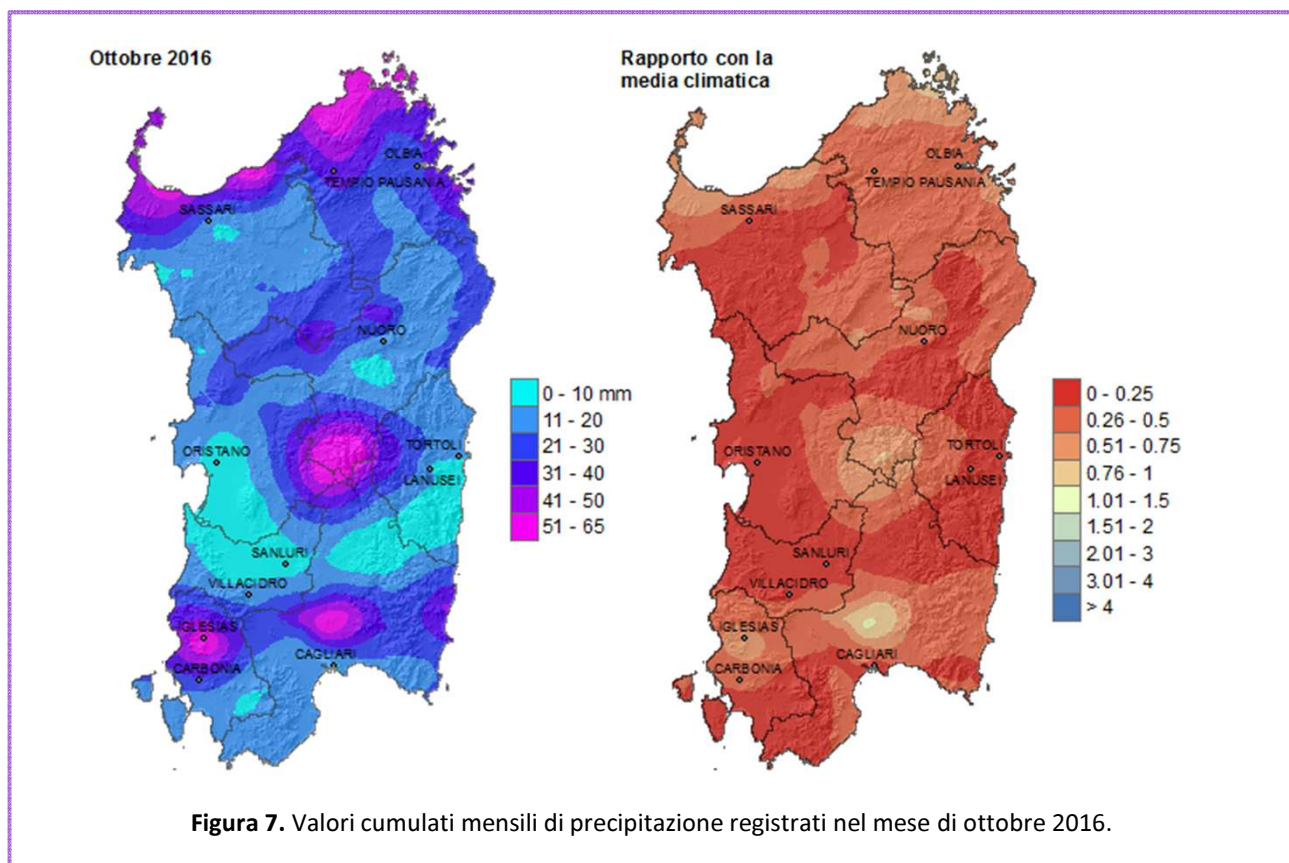 Ottobre 2016
OLBIA
TEMPIO PAUSANIA
SASSARI
NUORO
ORISTANO
TORTOLI
LANUSEI
SANLURI
VILLACIDRO
IGLESIAS
CARBONIA
CAGLIARI
0 - 10 mm
11 - 20
21 - 30
31 - 40
41 - 50
51 - 65
Rapporto con la
media climatica
OLBIA
TEMPIO PAUSANIA
SASSARI
NUORO
ORISTANO
TORTOLI
LANUSEI
SANLURI
VILLACIDRO
IGLESIAS
CARBONIA
CAGLIARI
0 - 0.25
0.26 - 0.5
0.51 - 0.75
0.76 - 1
1.01 - 1.5
1.51 - 2
2.01 - 3
3.01 - 4
> 4
Figura 7. Valori cumulati mensili di precipitazione registrati nel mese di ottobre 2016.